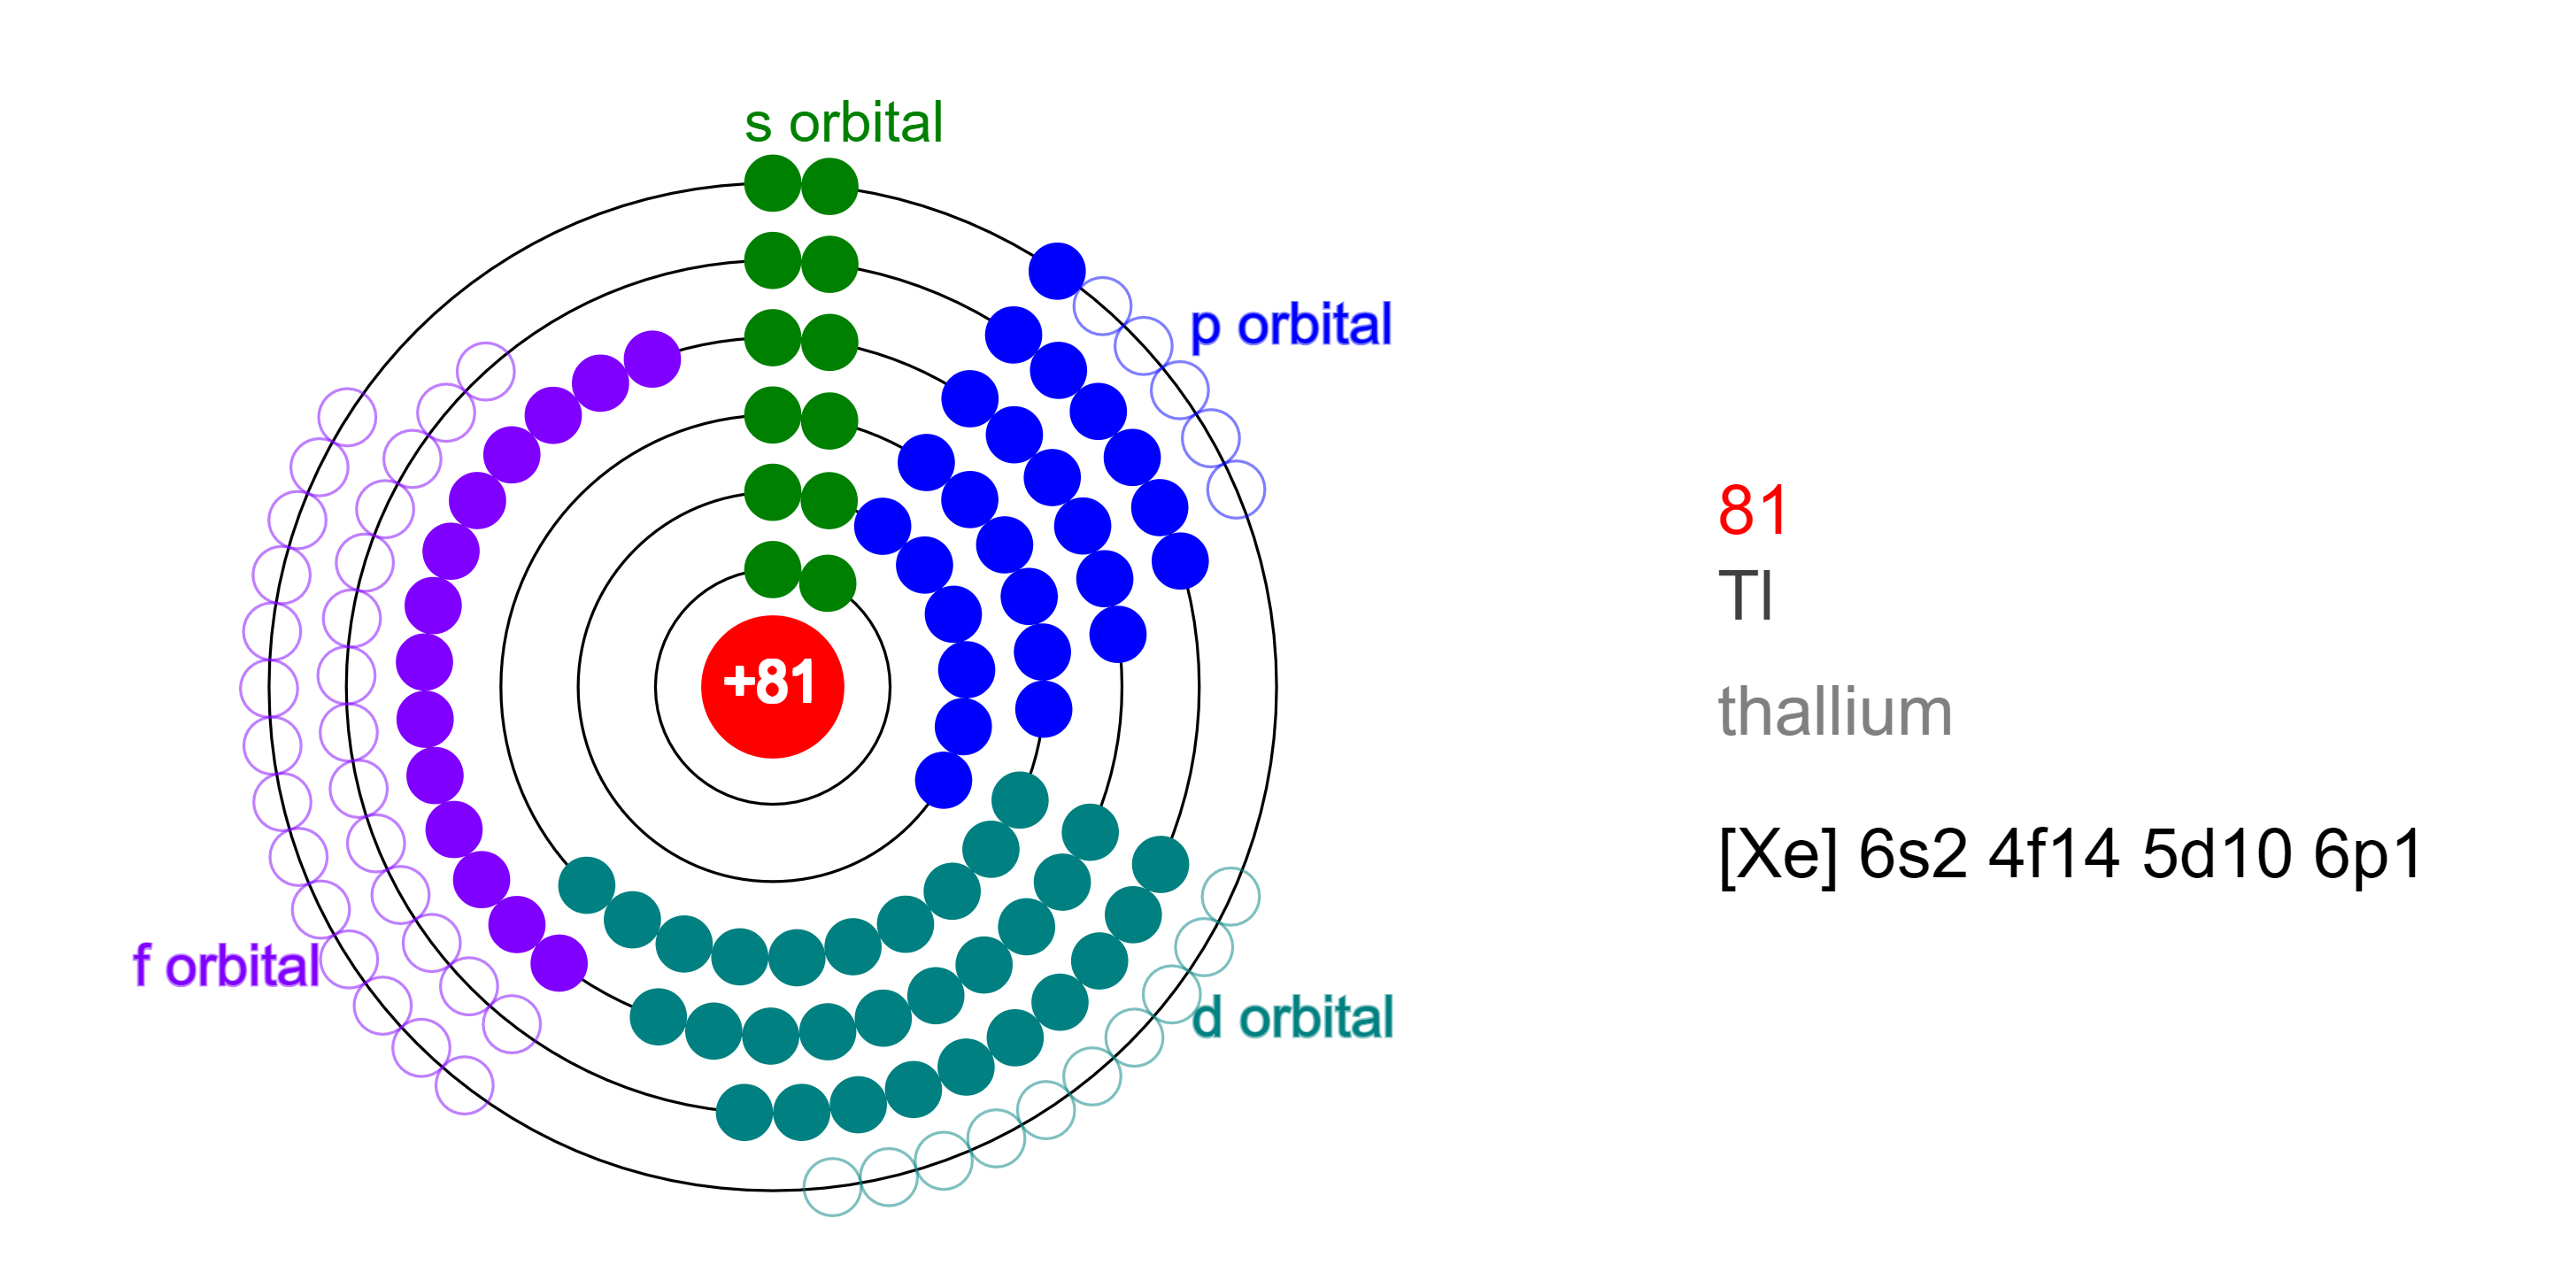 s orbital
p orbital
+81
f orbital
d orbital
81
Tl
thallium
[Xe] 6s2 4f14 5d10 6p1